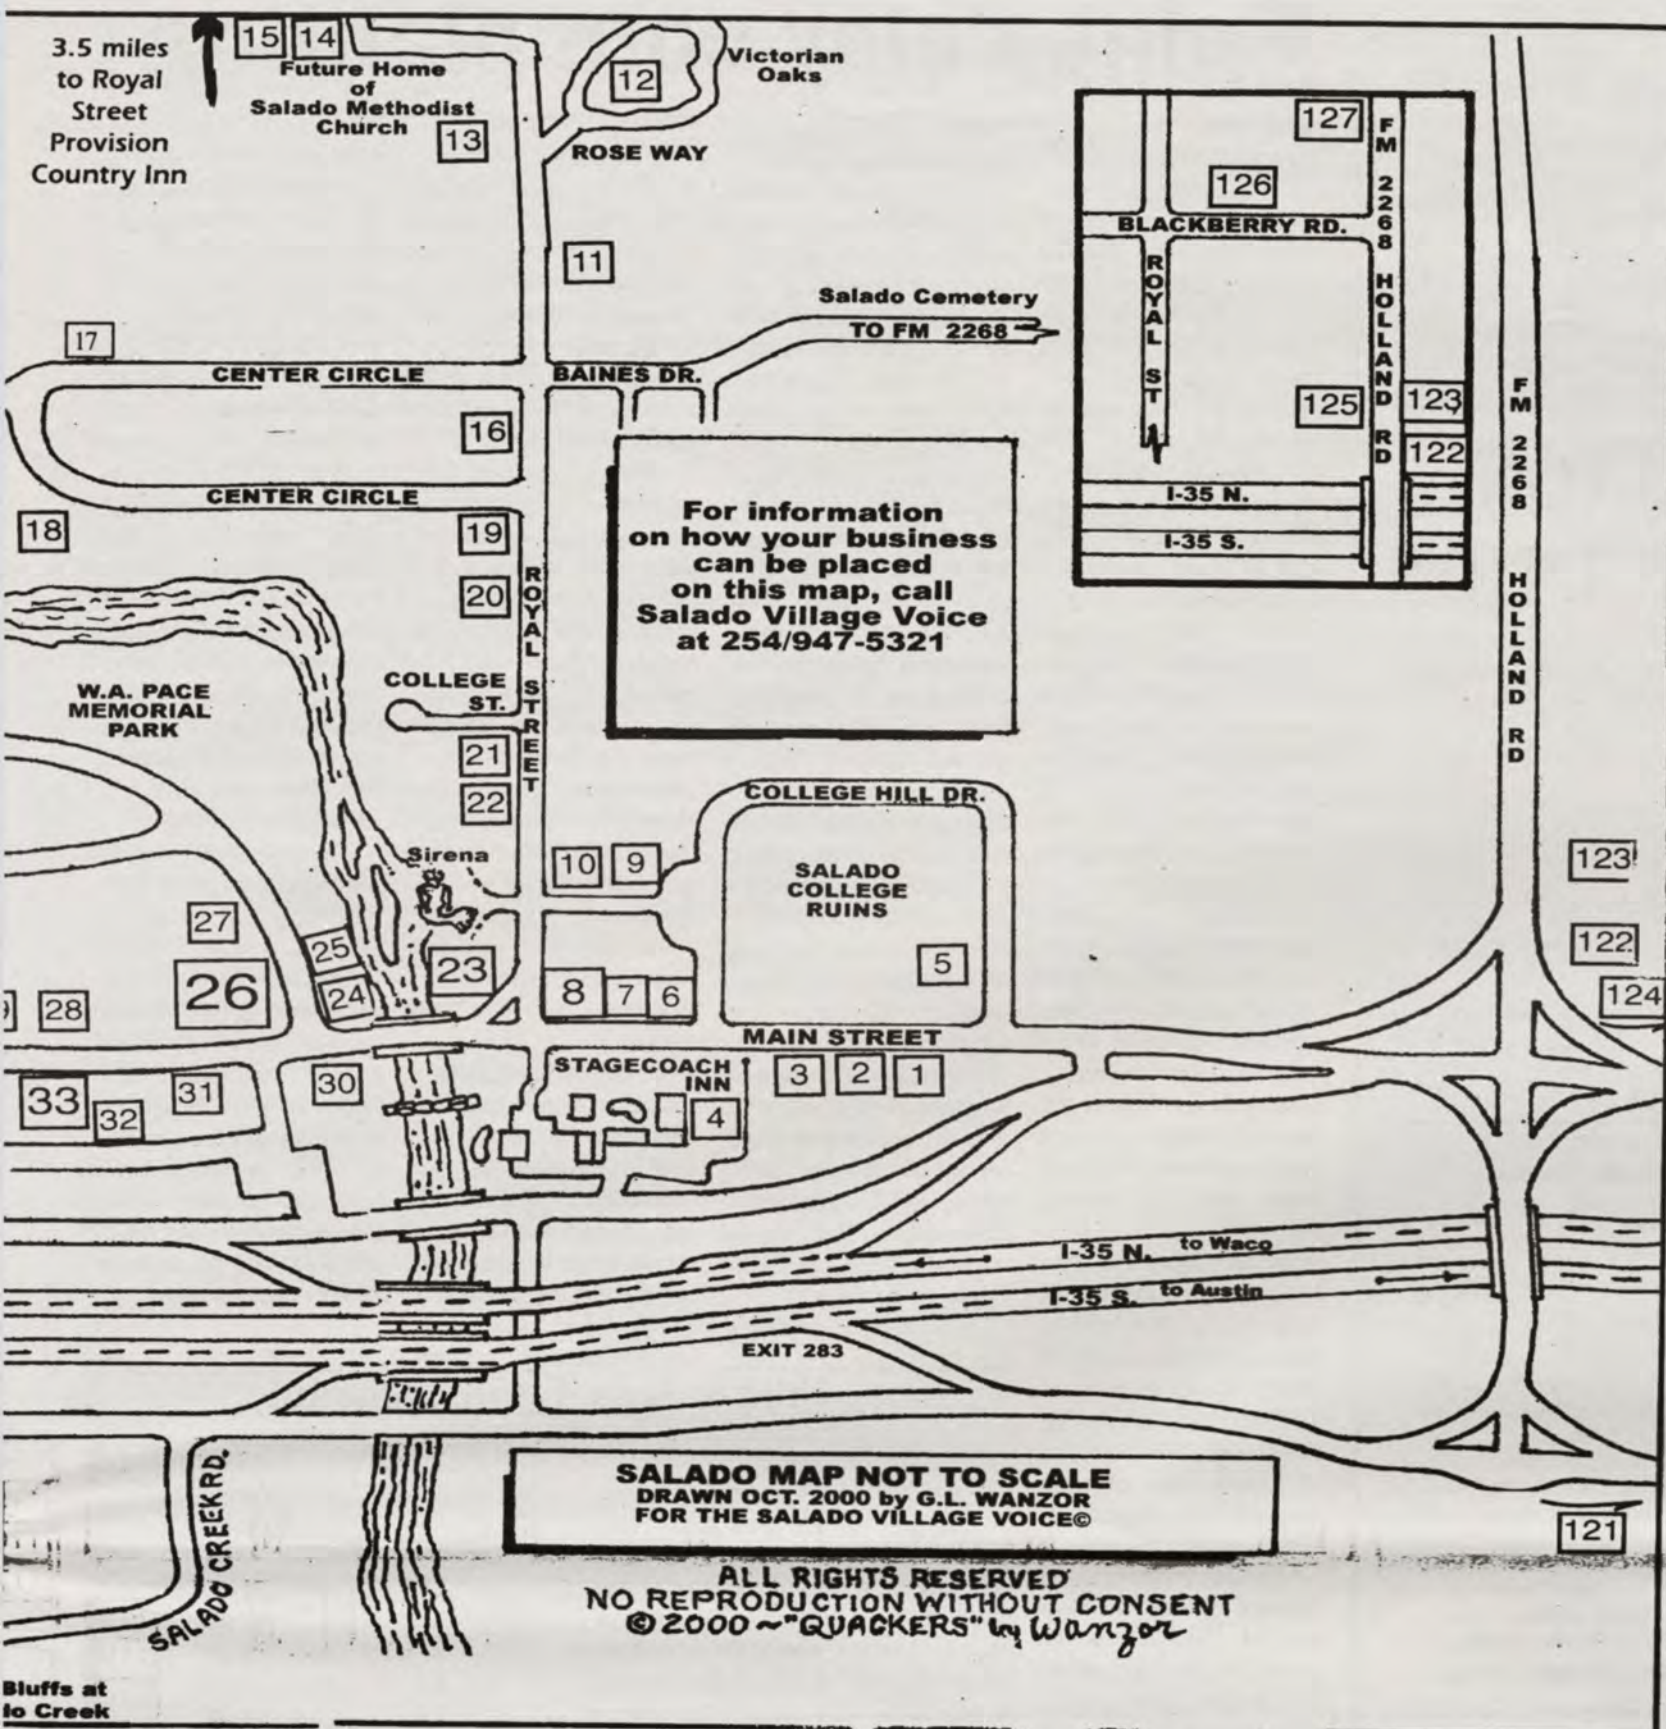 3.5 miles
to Royal
Street
Provision
Country Inn
15
14
Future Home
of
Salado Methodist
Church
13
12
Victorian
Oaks
ROSE WAY
11
Salado Cemetery
TO FM 2268
17
CENTER CIRCLE
BAINES DR.
16
CENTER CIRCLE
18
19
20
ROYAL STREET
For information
on how your business
can be placed
on this map, call
Salado Village Voice
at 254/947-5321
127
126
FM 2268 HOLLAND RD
BLACKBERRY RD.
ROYAL ST
125
123
122
I-35 N.
I-35 S.
FM 2268 HOLLAND RD
W.A. PACE
MEMORIAL
PARK
COLLEGE
ST.
21
22
COLLEGE HILL DR.
Sirena
10
9
SALADO
COLLEGE
RUINS
5
123
122
124
27
25
26
24
23
8
7
6
28
MAIN STREET
STAGECOACH
INN
3
2
1
4
33
32
31
30
I-35 N. to Waco
I-35 S. to Austin
EXIT 283
SALADO CREEK RD.
SALADO MAP NOT TO SCALE
DRAWN OCT. 2000 by G.L. WANZOR
FOR THE SALADO VILLAGE VOICE©
121
ALL RIGHTS RESERVED
NO REPRODUCTION WITHOUT CONSENT
©2000~"QUACKERS" by Wanzor
Bluffs at
lo Creek